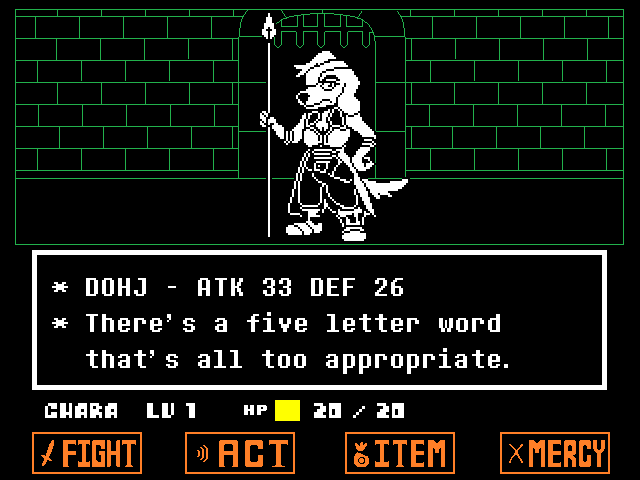 * DOHJ - ATK 33 DEF 26
* There's a five letter word
that's all too appropriate.
CHARA LV 1 HP 20 / 20
FIGHT ACT ITEM MERCY